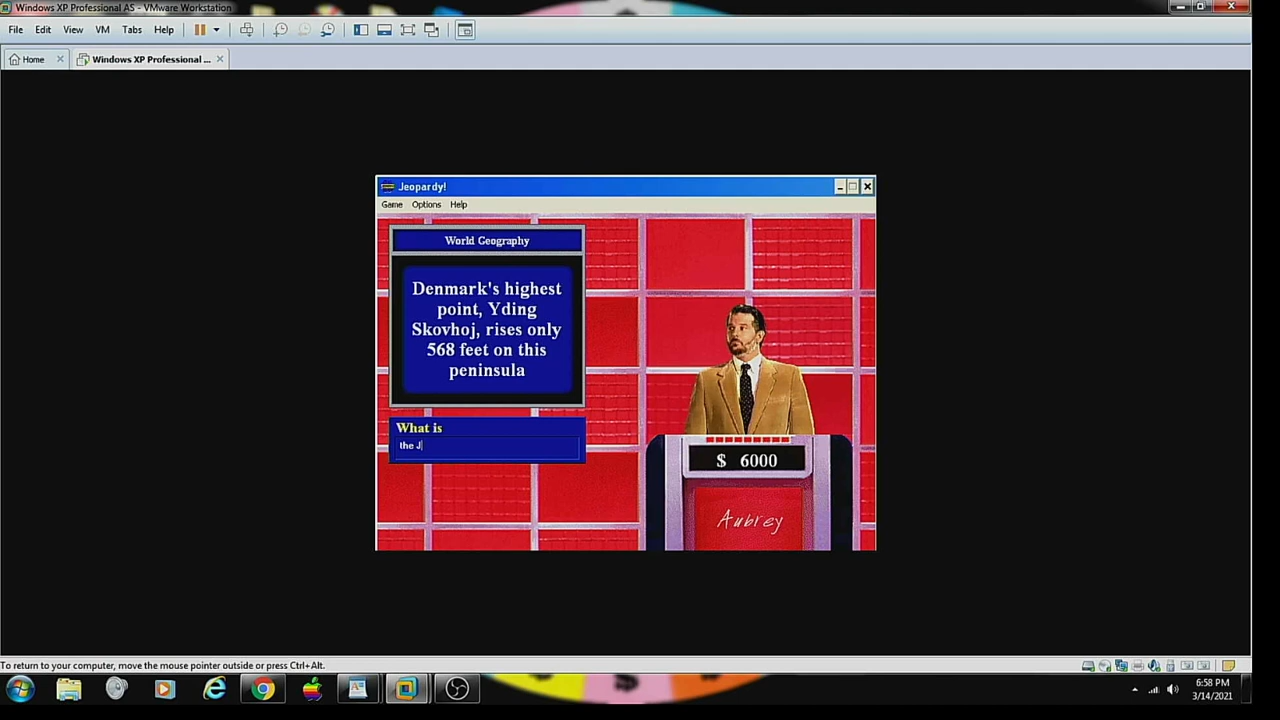 Windows XP Professional AS - VMware Workstation
File Edit View VM Tabs Help
Home
Windows XP Professional ...
Jeopardy!
Game Options Help
World Geography
Denmark's highest
point, Yding
Skovhoj, rises only
568 feet on this
peninsula
What is
the J
$ 6000
Aubrey
To return to your computer, move the mouse pointer outside or press Ctrl+Alt.
6:58 PM
3/14/2021